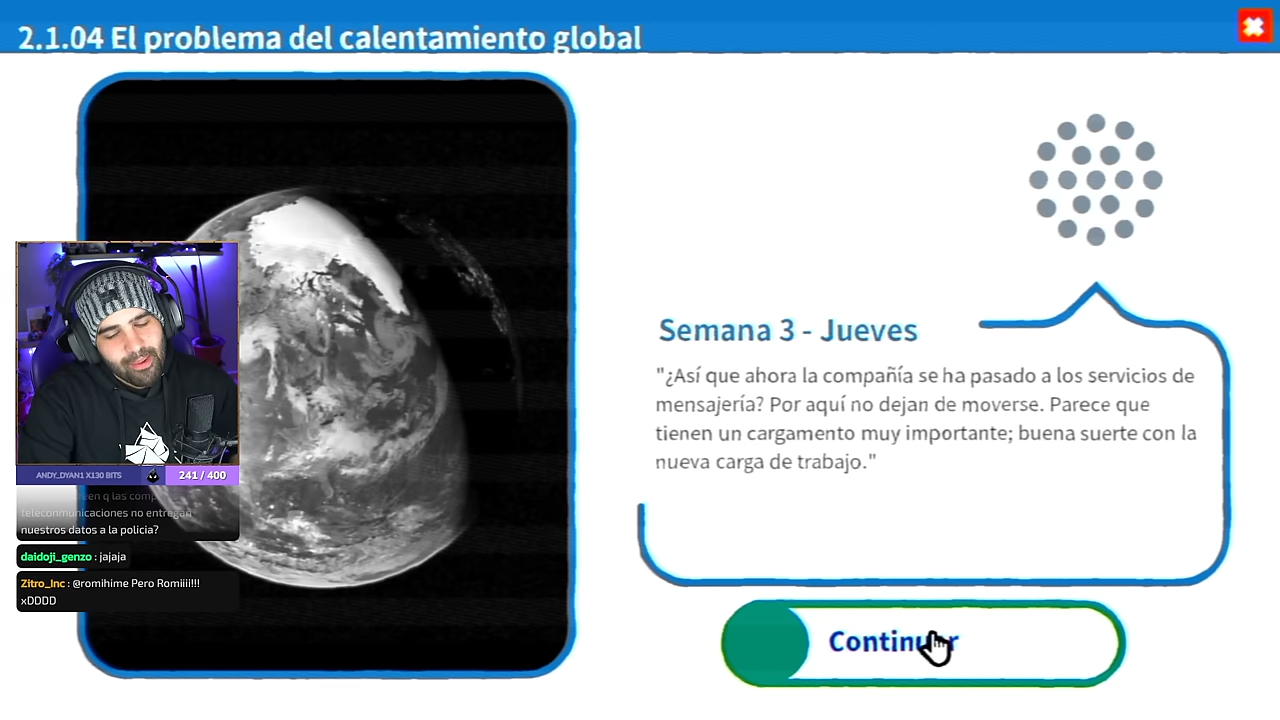 2.1.04 El problema del calentamiento global
Semana 3 - Jueves
"¿Así que ahora la compañía se ha pasado a los servicios de
mensajería? Por aquí no dejan de moverse. Parece que
tienen un cargamento muy importante; buena suerte con la
nueva carga de trabajo."
Continuar
ANDY_DYAN1 X130 BITS
241 / 400
q las
teleconmunicaciones no entregan
nuestros datos a la policia?
daidoji_genzo : jajaja
Zitro_Inc : @romihime Pero Romiiii!!!
xDDDD